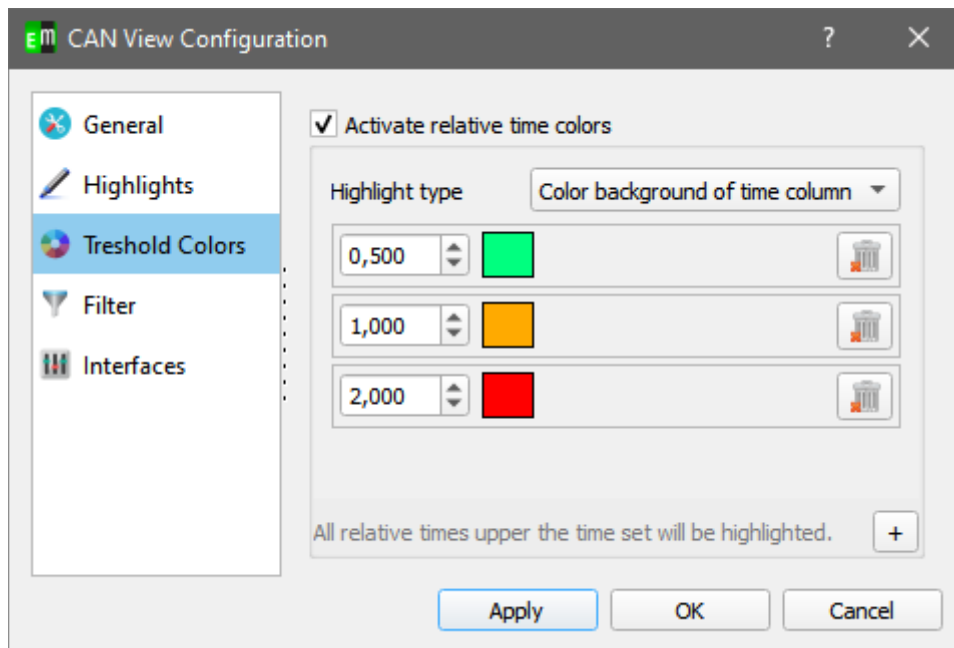 EM CAN View Configuration ? ×
General
Highlights
Treshold Colors
Filter
Interfaces
✓ Activate relative time colors
Highlight type Color background of time column
0,500
1,000
2,000
All relative times upper the time set will be highlighted. +
Apply OK Cancel